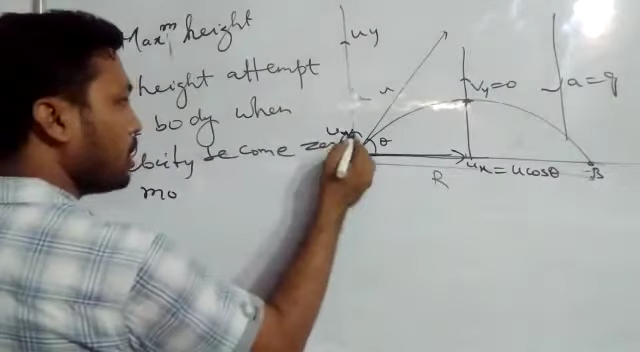 Maxᵐ height
height attempt
body when
become zero
mo
uy
u
Vy=0
a=g
θ
R
ux=ucosθ
B